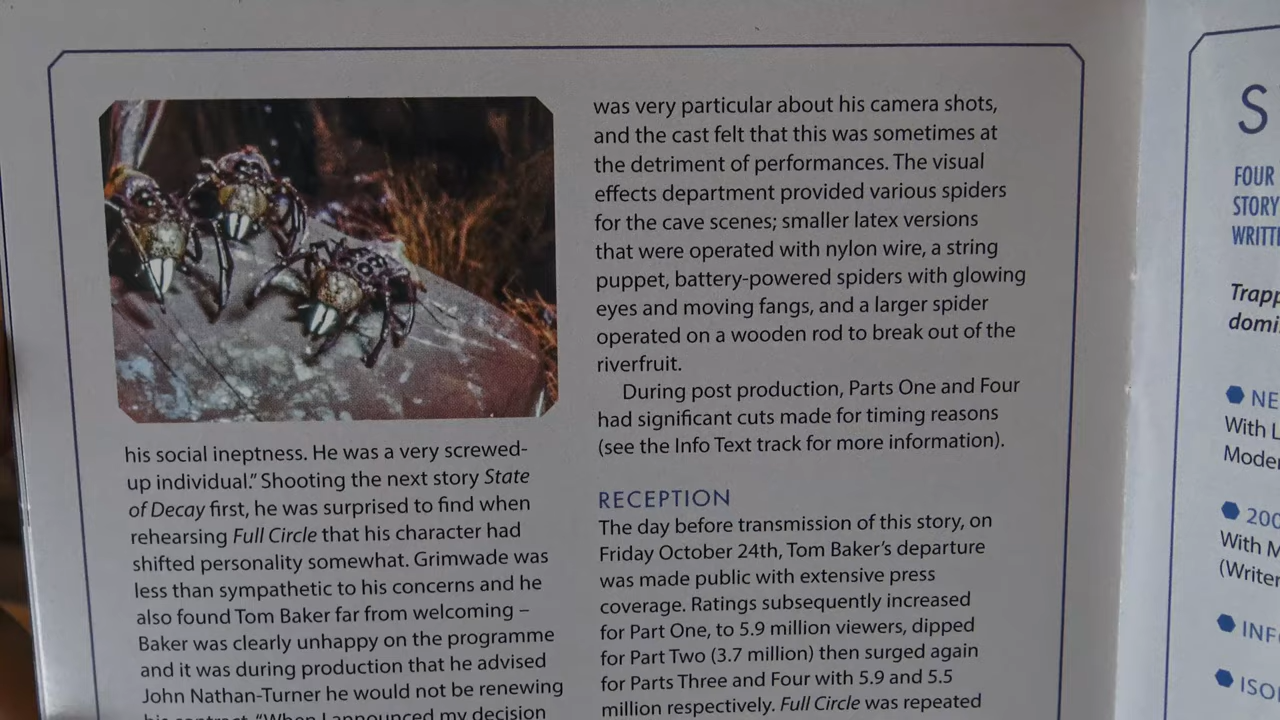 his social ineptness. He was a very screwed-
up individual.” Shooting the next story State
of Decay first, he was surprised to find when
rehearsing Full Circle that his character had
shifted personality somewhat. Grimwade was
less than sympathetic to his concerns and he
also found Tom Baker far from welcoming –
Baker was clearly unhappy on the programme
and it was during production that he advised
John Nathan-Turner he would not be renewing
his contract. “When I announced my decision
was very particular about his camera shots,
and the cast felt that this was sometimes at
the detriment of performances. The visual
effects department provided various spiders
for the cave scenes; smaller latex versions
that were operated with nylon wire, a string
puppet, battery-powered spiders with glowing
eyes and moving fangs, and a larger spider
operated on a wooden rod to break out of the
riverfruit.
During post production, Parts One and Four
had significant cuts made for timing reasons
(see the Info Text track for more information).
RECEPTION
The day before transmission of this story, on
Friday October 24th, Tom Baker’s departure
was made public with extensive press
coverage. Ratings subsequently increased
for Part One, to 5.9 million viewers, dipped
for Part Two (3.7 million) then surged again
for Parts Three and Four with 5.9 and 5.5
million respectively. Full Circle was repeated
S
FOUR
STORY
With